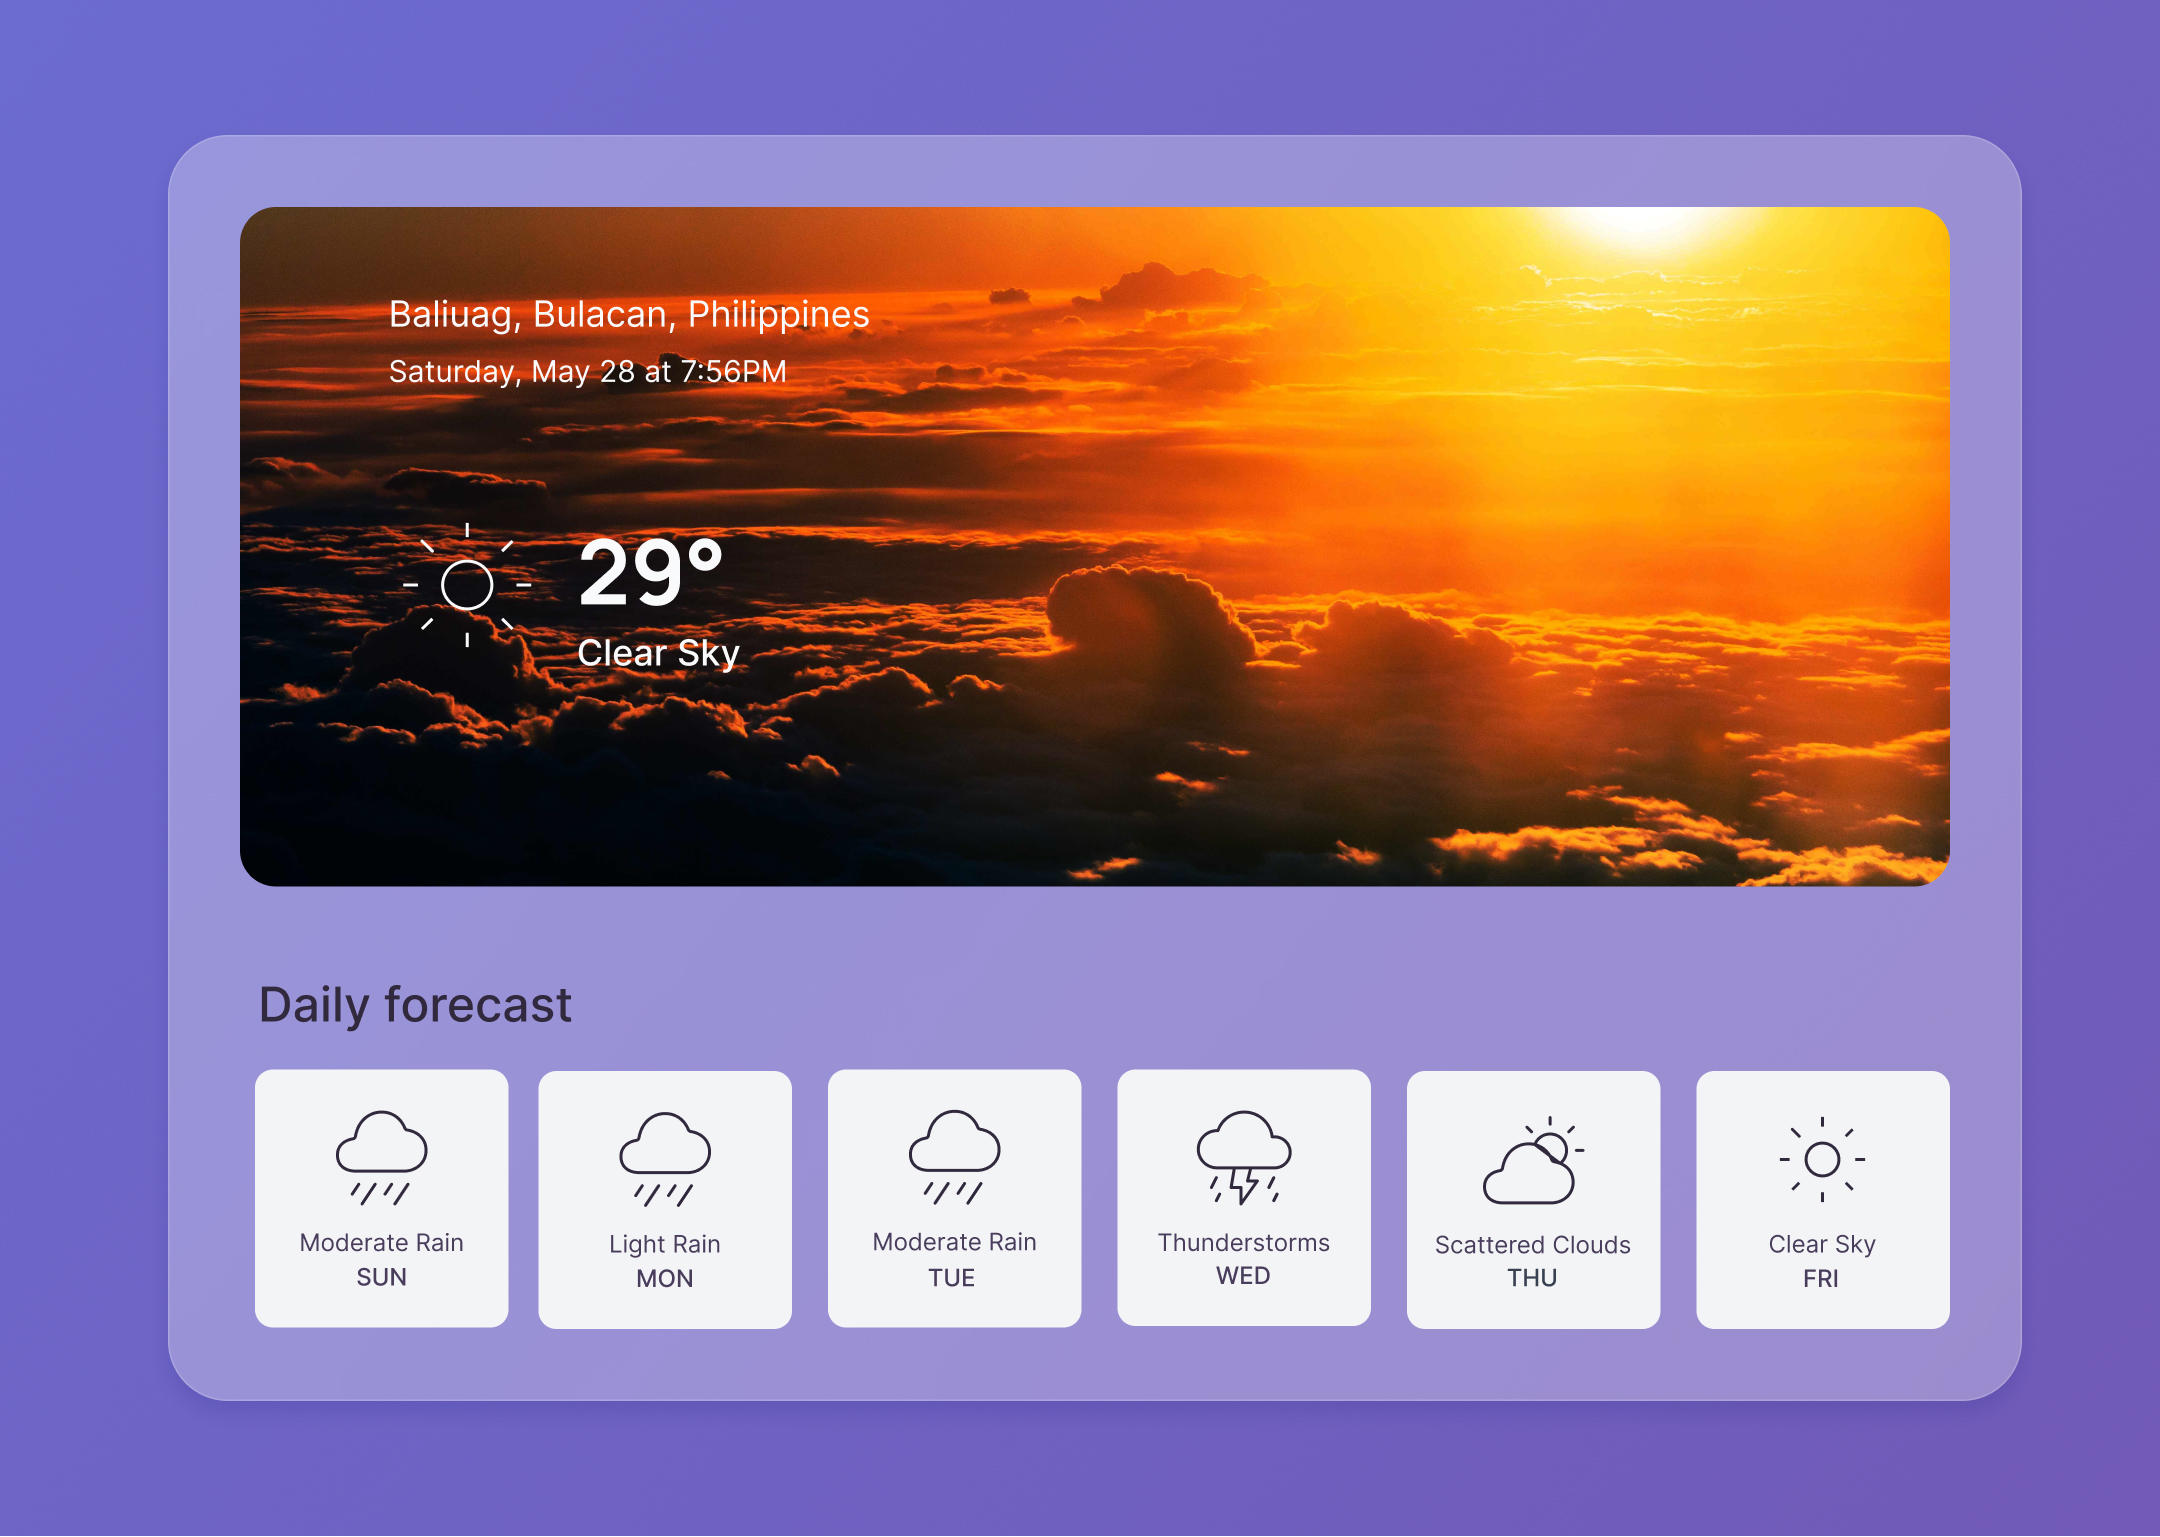 Baliuag, Bulacan, Philippines
Saturday, May 28 at 7:56PM
29°
Clear Sky
Daily forecast
Moderate Rain
SUN
Light Rain
MON
Moderate Rain
TUE
Thunderstorms
WED
Scattered Clouds
THU
Clear Sky
FRI